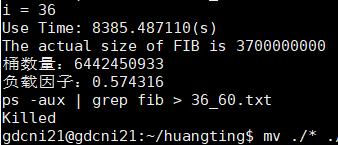 i = 36
Use Time: 8385.487110(s)
The actual size of FIB is 3700000000
桶数量：6442450933
负载因子：0.574316
ps -aux | grep fib > 36_60.txt
Killed
gdcni21@gdcni21:~/huangting$ mv ./* ./